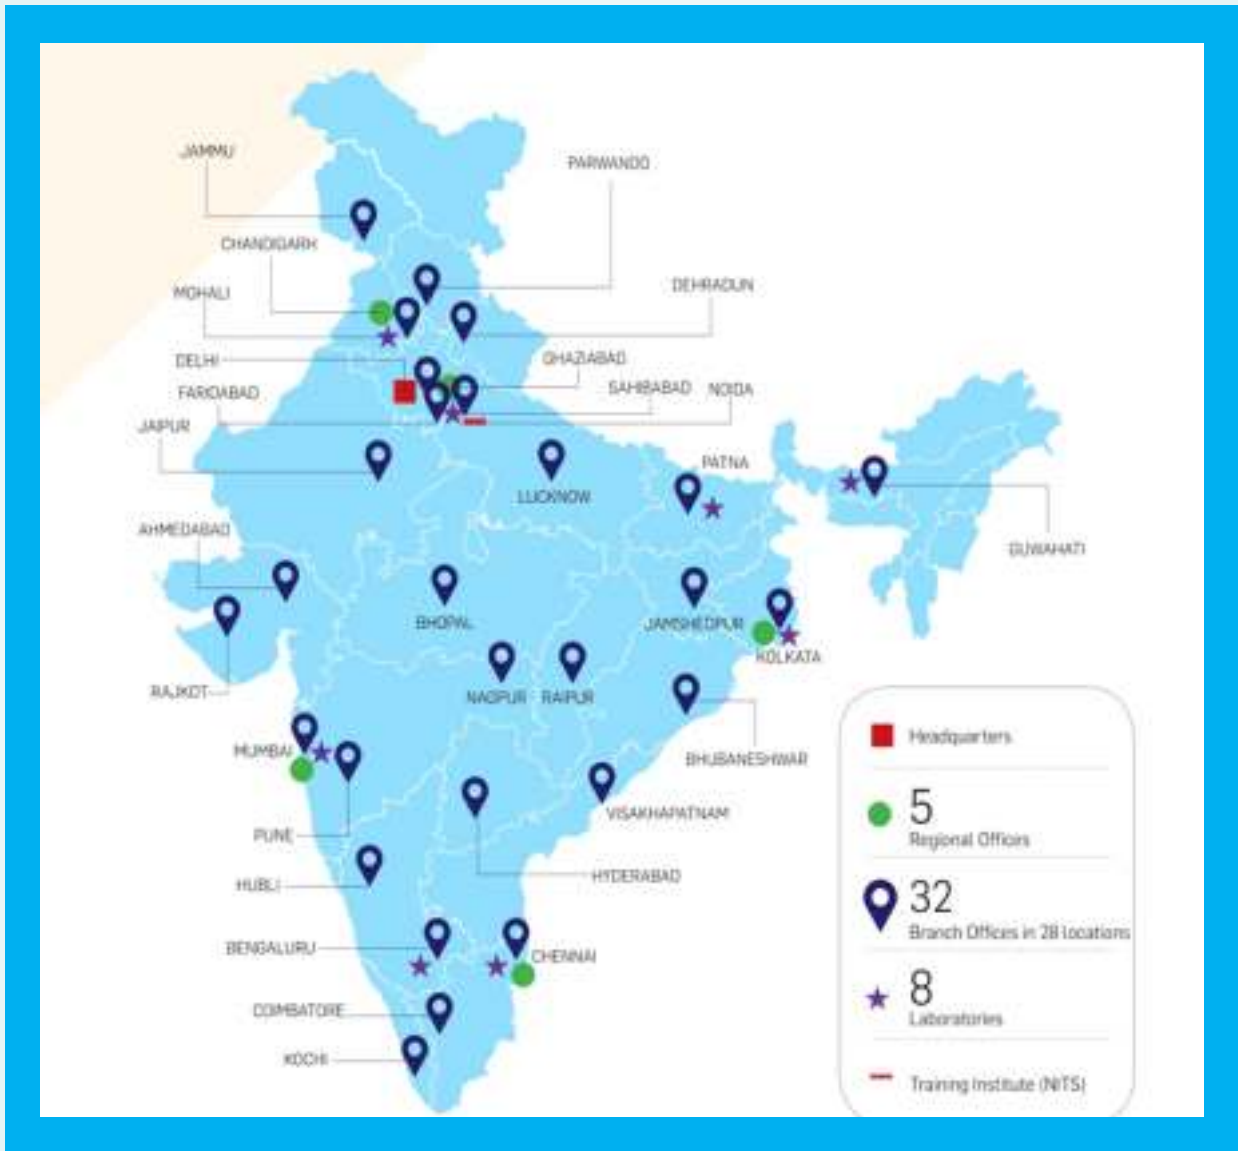 JAMMU
PARWANOO
CHANDIGARH
DEHRADUN
MOHALI
DELHI
GHAZIABAD
SAHIBABAD
NOIDA
FARIDABAD
JAIPUR
PATNA
LUCKNOW
AHMEDABAD
GUWAHATI
BHOPAL
JAMSHEDPUR
KOLKATA
RAJKOT
NAGPUR
RAIPUR
Headquarters
MUMBAI
BHUBANESHWAR
5
Regional Offices
VISAKHAPATNAM
PUNE
HYDERABAD
HUBLI
32
Branch Offices in 28 locations
BENGALURU
CHENNAI
8
Laboratories
COIMBATORE
KOCHI
Training Institute (NITS)